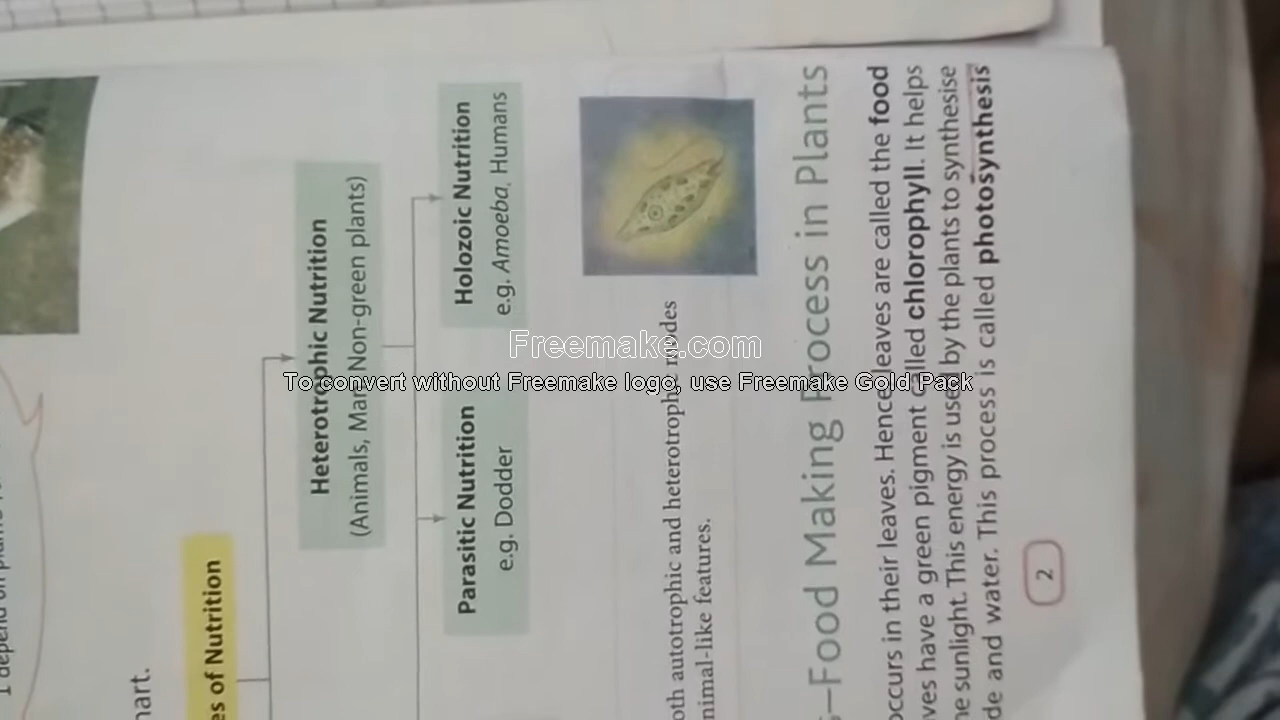 I depend on
hart.
es of Nutrition
Heterotrophic Nutrition
(Animals, Man, Non-green plants)
Parasitic Nutrition
e.g. Dodder
Holozoic Nutrition
e.g. Amoeba, Humans
oth autotrophic and heterotrophic modes
nimal-like features.
–Food Making Process in Plants
occurs in their leaves. Hence leaves are called the food
ves have a green pigment called chlorophyll. It helps
he sunlight. This energy is used by the plants to synthesise
de and water. This process is called photosynthesis
2
Freemake.com
To convert without Freemake logo, use Freemake Gold Pack